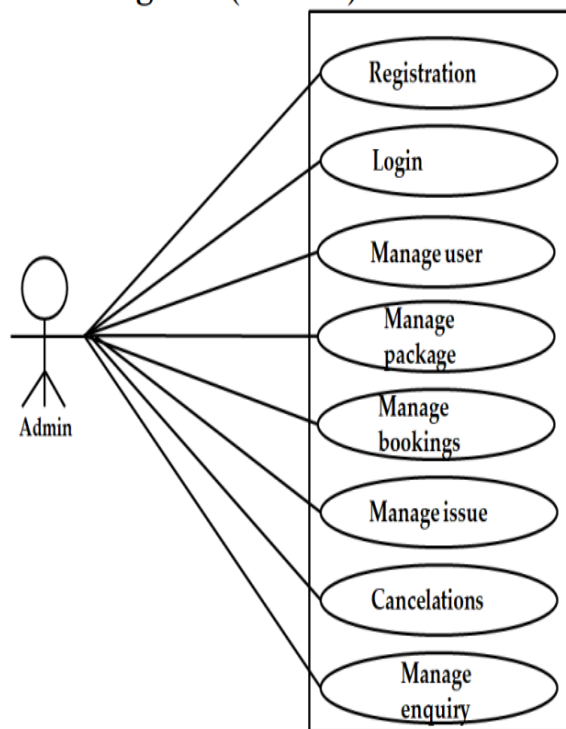 Registration
Login
Manage user
Manage
package
Manage
bookings
Manage issue
Cancelations
Manage
enquiry
Admin